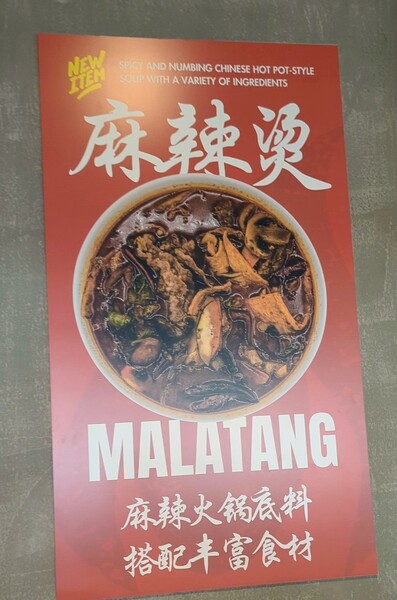 NEW
ITEM
SPICY AND NUMBING CHINESE HOT POT-STYLE
SOUP WITH A VARIETY OF INGREDIENTS
麻辣烫
MALATANG
麻辣火锅底料
搭配丰富食材